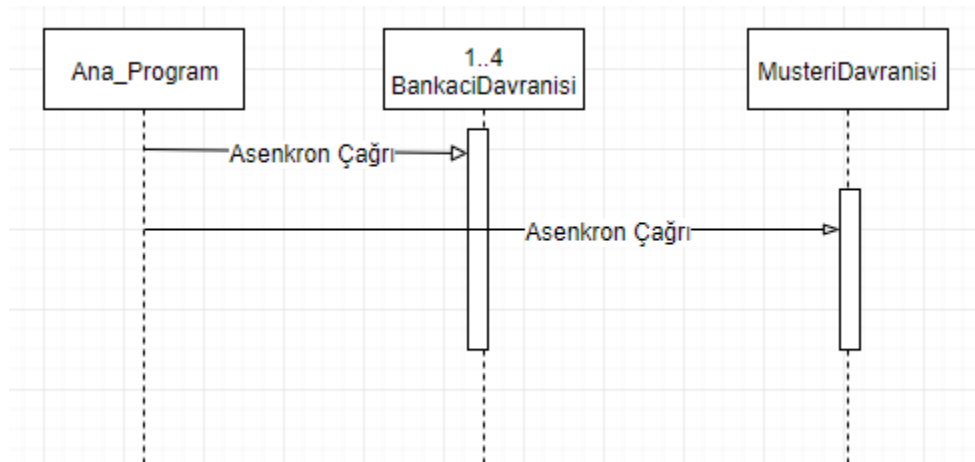 Ana_Program
1..4
BankaciDavranisi
MusteriDavranisi
Asenkron Çağrı
Asenkron Çağrı